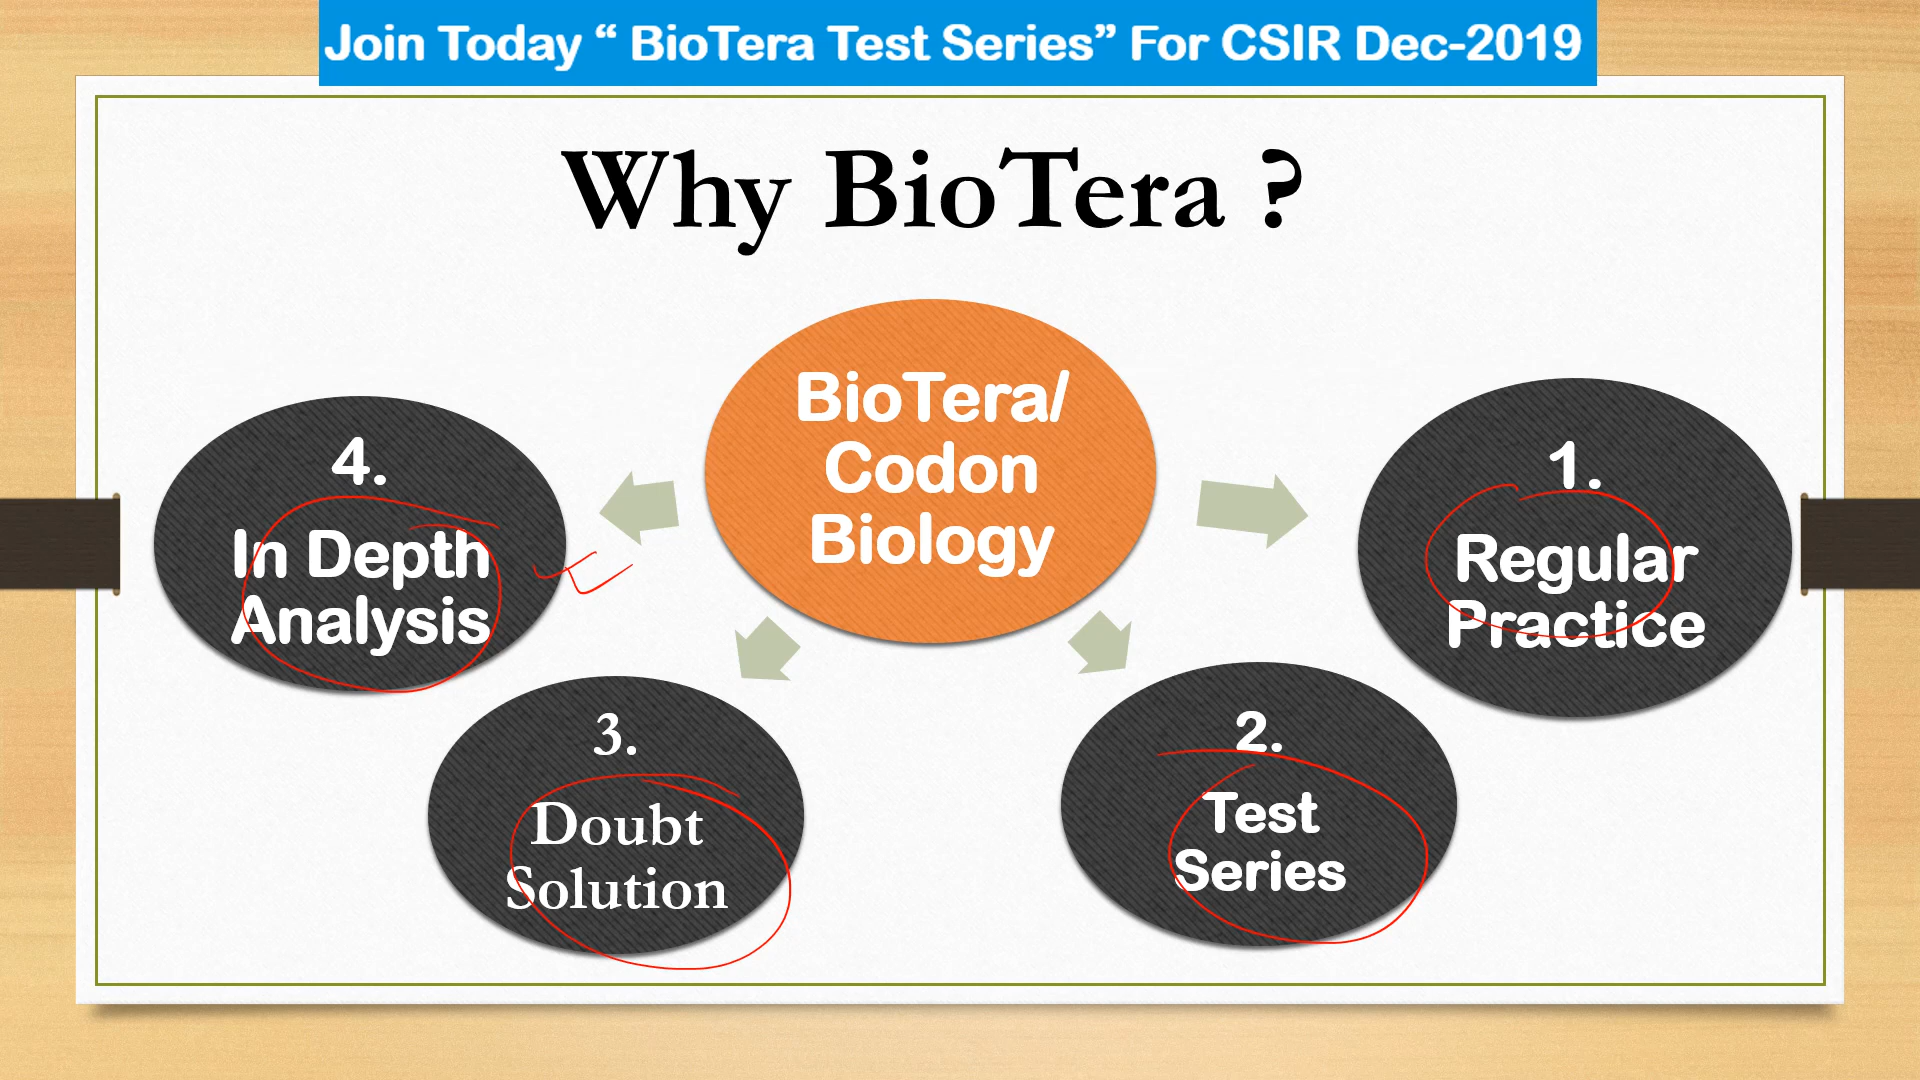 Join Today “ BioTera Test Series” For CSIR Dec-2019
Why BioTera ?
BioTera/
Codon
Biology
1.
Regular
Practice
2.
Test
Series
3.
Doubt
Solution
4.
In Depth
Analysis